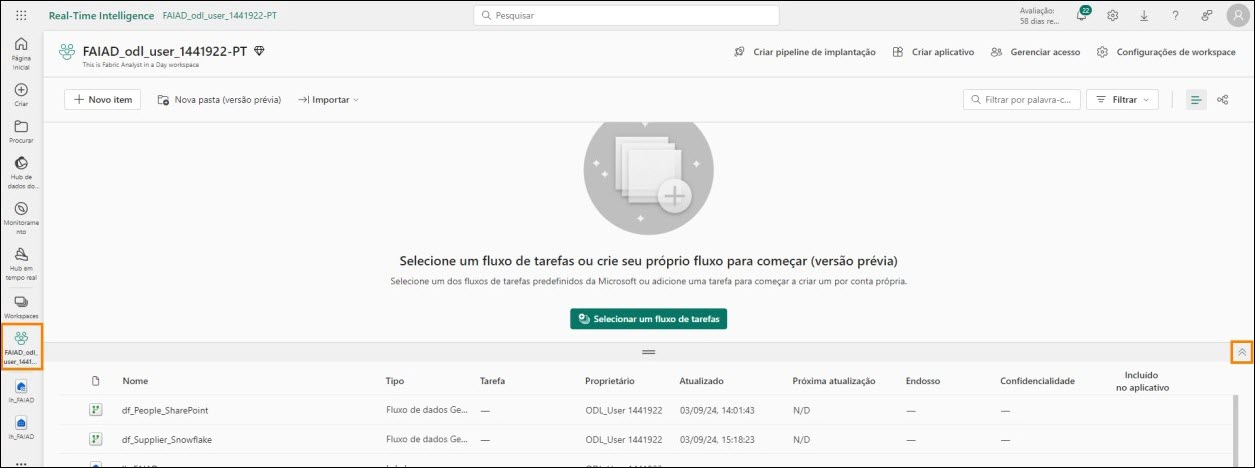 Real-Time Intelligence FAIAD_odl_user_1441922-PT
Pesquisar
Avaliação:
58 dias re...
22
Página
inicial
Criar
Procurar
Hub de
dados do...
Monitorame
nto
Hub em
tempo real
Workspaces
FAIAD_odl_
user_1441...
lh_FAIAD
lh_FAIAD
FAIAD_odl_user_1441922-PT
This is Fabric Analyst in a Day workspace
Criar pipeline de implantação
Criar aplicativo
Gerenciar acesso
Configurações de workspace
Novo item
Nova pasta (versão prévia)
Importar
Filtrar por palavra-c...
Filtrar
Selecione um fluxo de tarefas ou crie seu próprio fluxo para começar (versão prévia)
Selecione um dos fluxos de tarefas predefinidos da Microsoft ou adicione uma tarefa para começar a criar um por conta própria.
Selecionar um fluxo de tarefas
Nome Tipo Tarefa Proprietário Atualizado Próxima atualização Endosso Confidencialidade Incluído
no aplicativo
df_People_SharePoint Fluxo de dados Ge... — ODL_User 1441922 03/09/24, 14:01:43 N/D — —
df_Supplier_Snowflake Fluxo de dados Ge... — ODL_User 1441922 03/09/24, 15:18:23 N/D — —